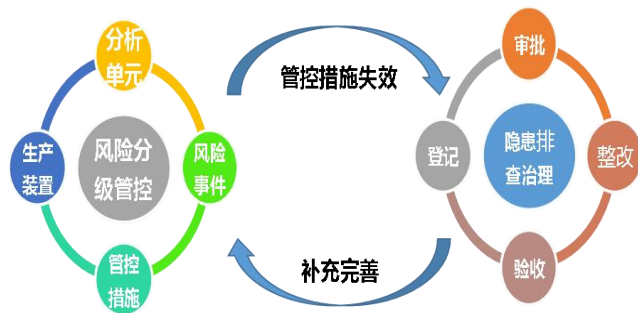 分析
单元
生产
装置
风险分
级管控
风险
事件
管控
措施
管控措施失效
补充完善
审批
登记
隐患排
查治理
整改
验收